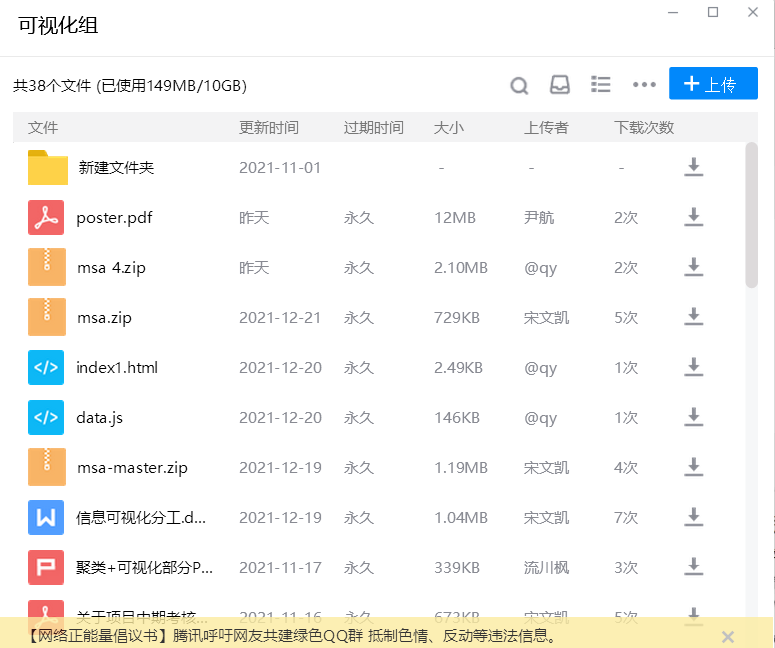 可视化组
共38个文件 (已使用149MB/10GB)
上传
文件 更新时间 过期时间 大小 上传者 下载次数
新建文件夹 2021-11-01 - - -
poster.pdf 昨天 永久 12MB 尹航 2次
msa 4.zip 昨天 永久 2.10MB @qy 2次
msa.zip 2021-12-21 永久 729KB 宋文凯 5次
index1.html 2021-12-20 永久 2.49KB @qy 1次
data.js 2021-12-20 永久 146KB @qy 1次
msa-master.zip 2021-12-19 永久 1.19MB 宋文凯 4次
信息可视化分工.d... 2021-12-19 永久 1.04MB 宋文凯 7次
聚类+可视化部分P... 2021-11-17 永久 339KB 流川枫 3次
关于项目中期考核... 2021-11-16 永久 673KB 宋文凯 5次
【网络正能量倡议书】腾讯呼吁网友共建绿色QQ群 抵制色情、反动等违法信息。